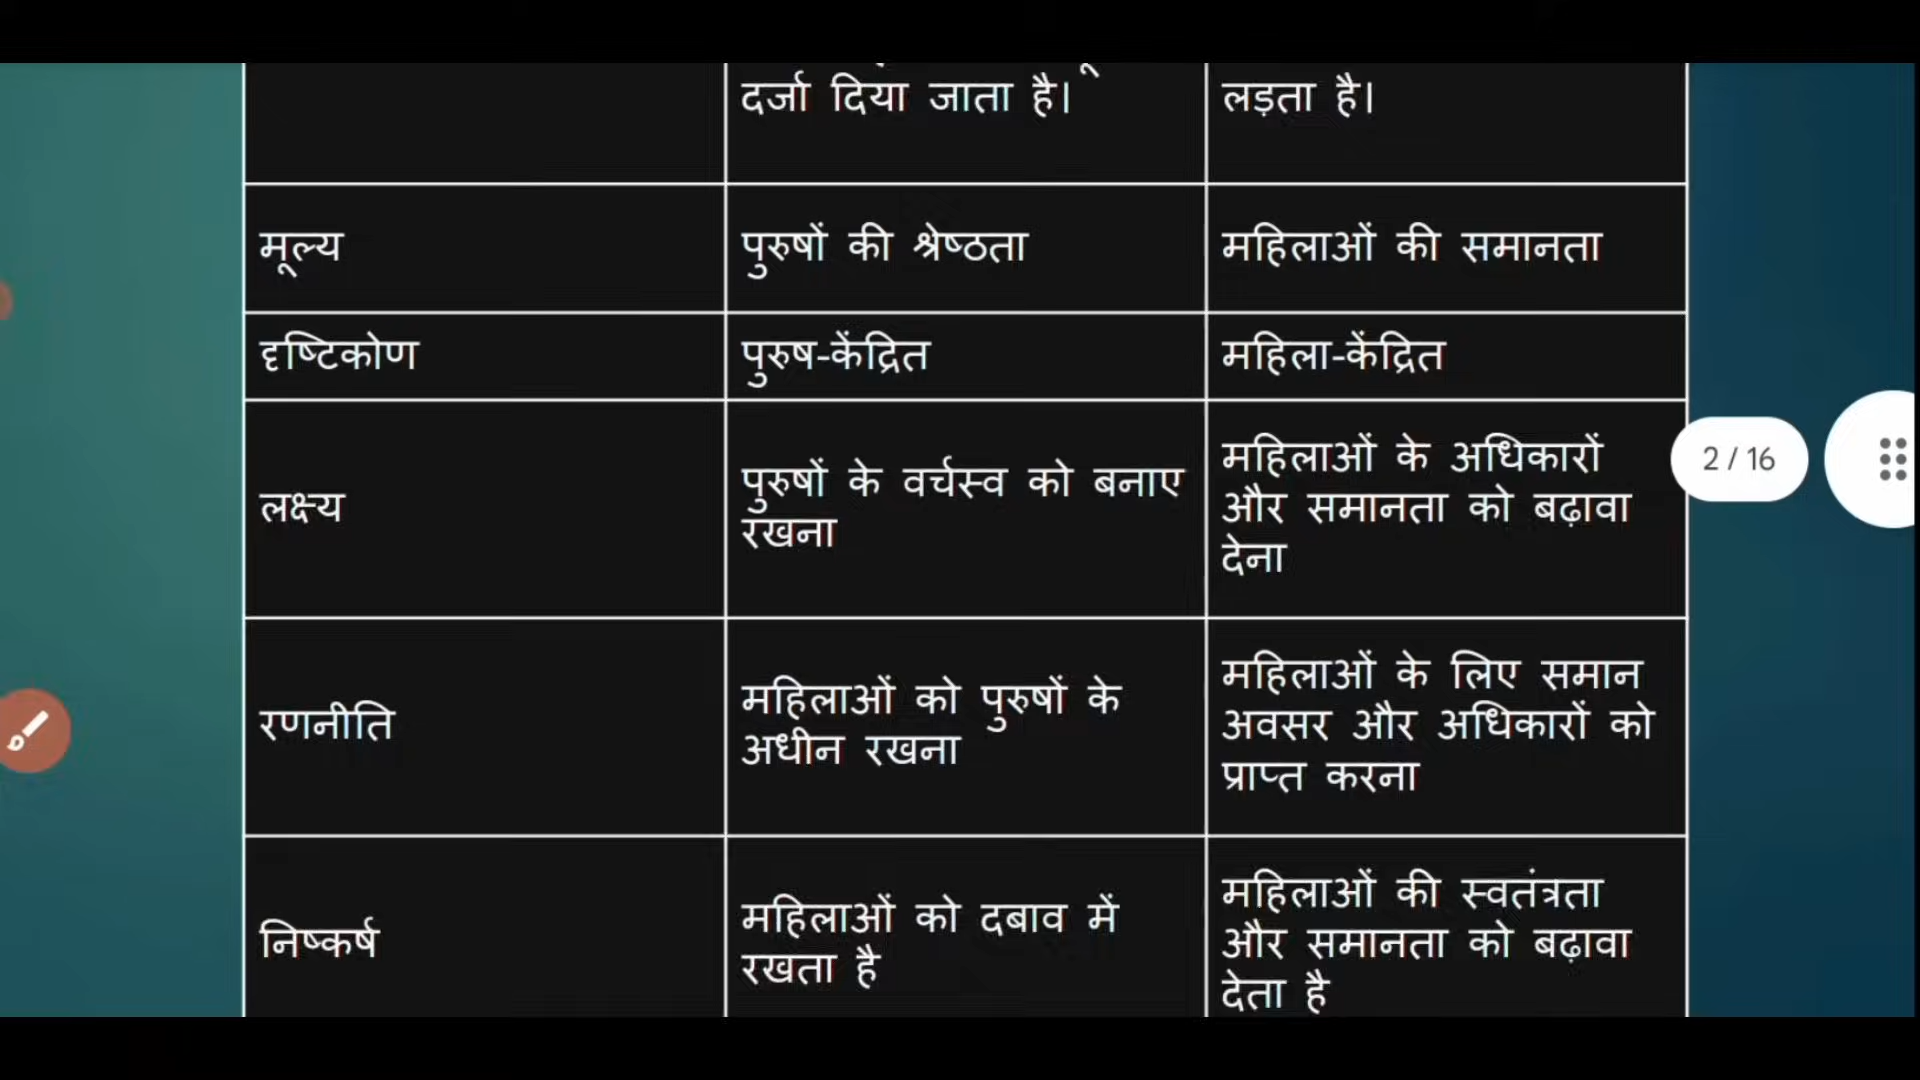 दर्जा दिया जाता है।
लड़ता है।
मूल्य
पुरुषों की श्रेष्ठता
महिलाओं की समानता
दृष्टिकोण
पुरुष-केंद्रित
महिला-केंद्रित
लक्ष्य
पुरुषों के वर्चस्व को बनाए
रखना
महिलाओं के अधिकारों
और समानता को बढ़ावा
देना
2 / 16
रणनीति
महिलाओं को पुरुषों के
अधीन रखना
महिलाओं के लिए समान
अवसर और अधिकारों को
प्राप्त करना
निष्कर्ष
महिलाओं को दबाव में
रखता है
महिलाओं की स्वतंत्रता
और समानता को बढ़ावा
देता है